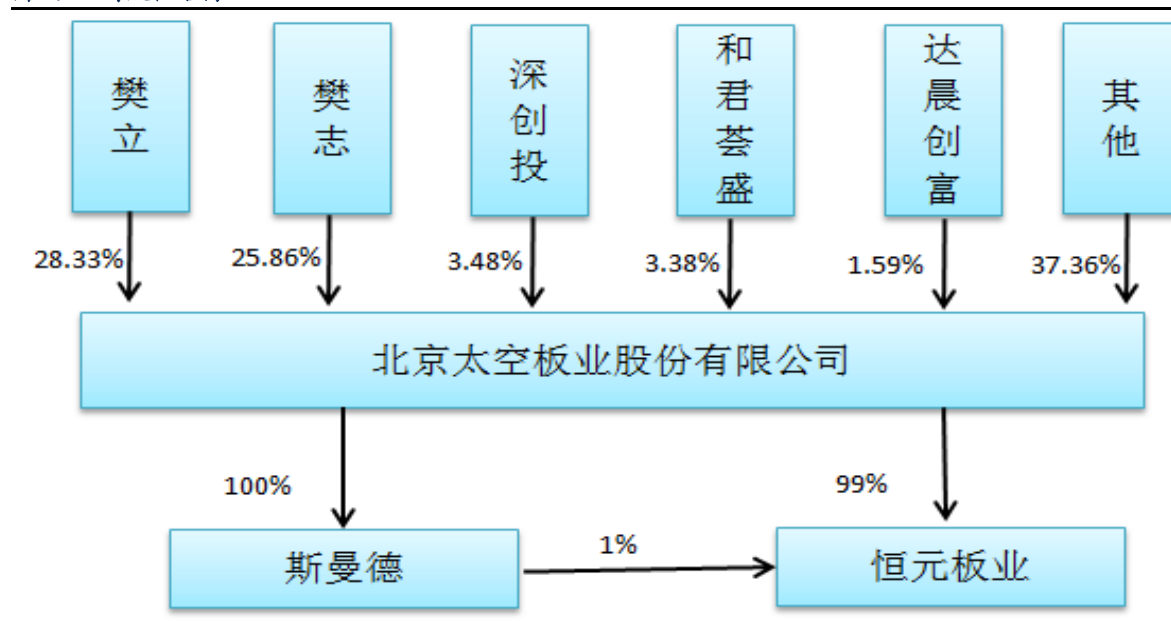 樊立
樊志
深创投
和君荟盛
达晨创富
其他
28.33%
25.86%
3.48%
3.38%
1.59%
37.36%
北京太空板业股份有限公司
100%
99%
斯曼德
1%
恒元板业